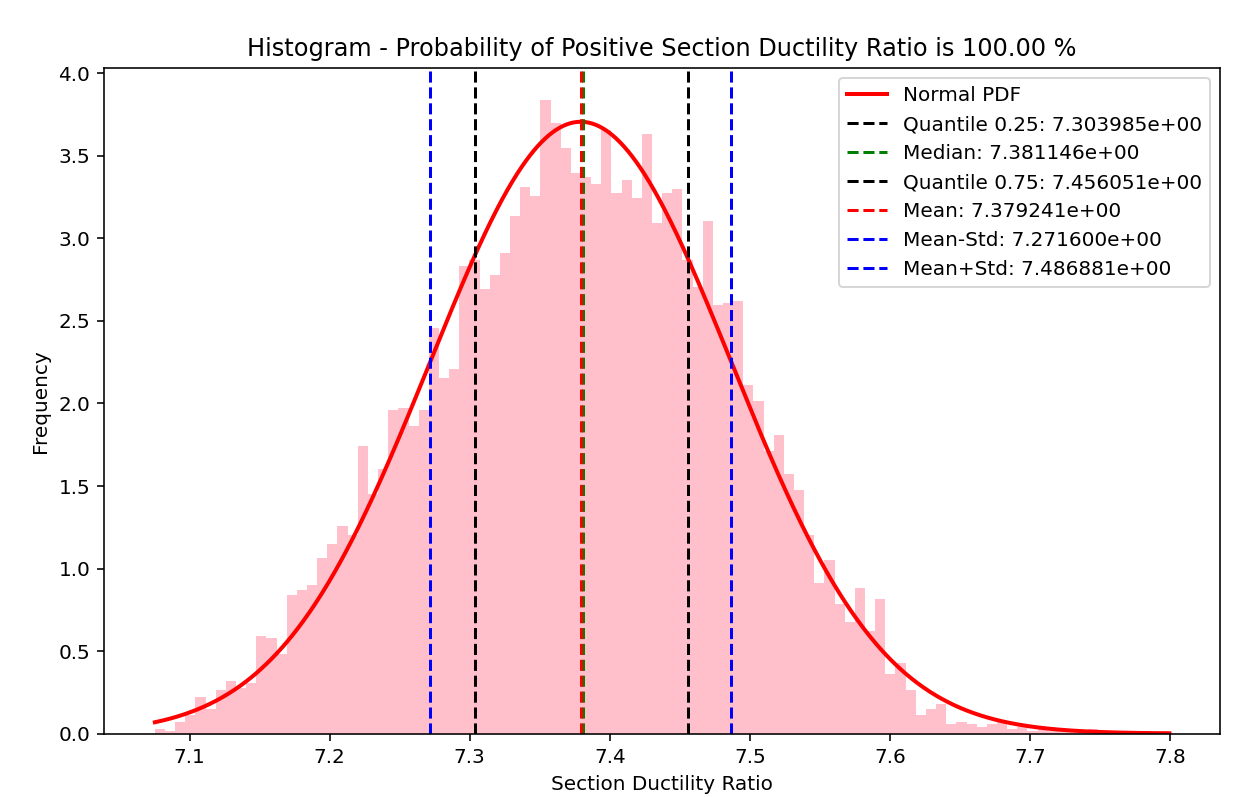 Histogram - Probability of Positive Section Ductility Ratio is 100.00 %
Normal PDF
Quantile 0.25: 7.303985e+00
Median: 7.381146e+00
Quantile 0.75: 7.456051e+00
Mean: 7.379241e+00
Mean-Std: 7.271600e+00
Mean+Std: 7.486881e+00
Frequency
4.0
3.5
3.0
2.5
2.0
1.5
1.0
0.5
0.0
7.1 7.2 7.3 7.4 7.5 7.6 7.7 7.8
Section Ductility Ratio